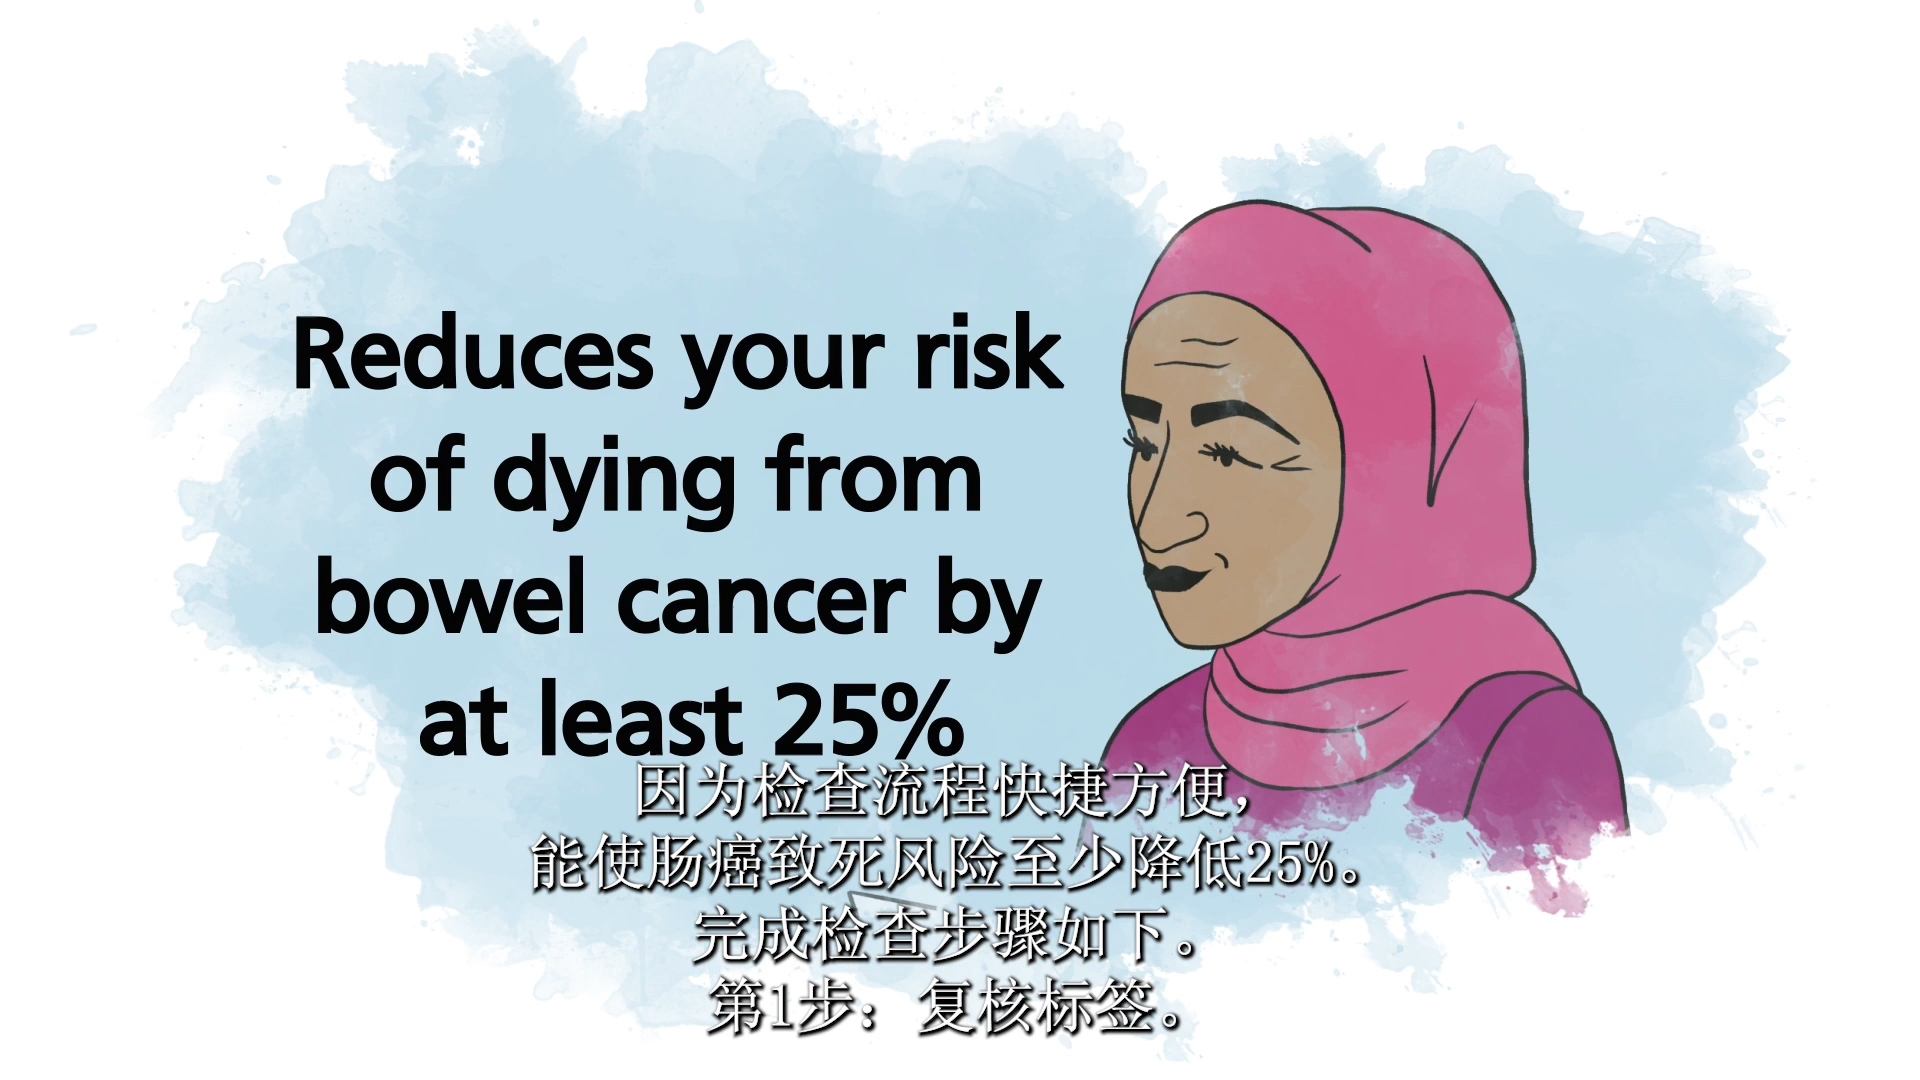 Reduces your risk
of dying from
bowel cancer by
at least 25%
因为检查流程快捷方便，
能使肠癌致死风险至少降低25%。
完成检查步骤如下。
第1步：复核标签。